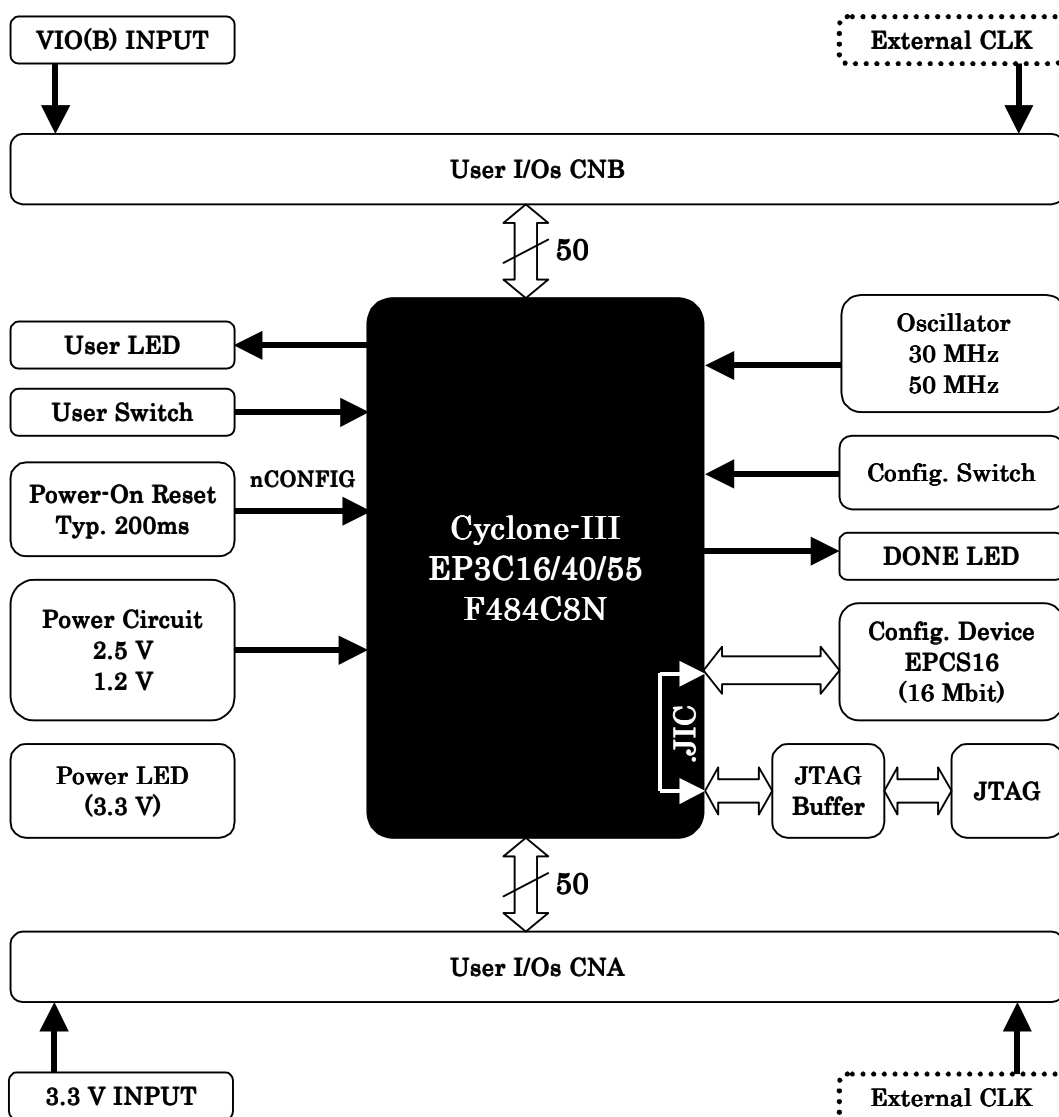 VIO(B) INPUT
External CLK
User I/Os CNB
50
User LED
User Switch
Power-On Reset
Typ. 200ms
nCONFIG
Power Circuit
2.5 V
1.2 V
Power LED
(3.3 V)
Cyclone-III
EP3C16/40/55
F484C8N
.JIC
Oscillator
30 MHz
50 MHz
Config. Switch
DONE LED
Config. Device
EPCS16
(16 Mbit)
JTAG
Buffer
JTAG
50
User I/Os CNA
3.3 V INPUT
External CLK